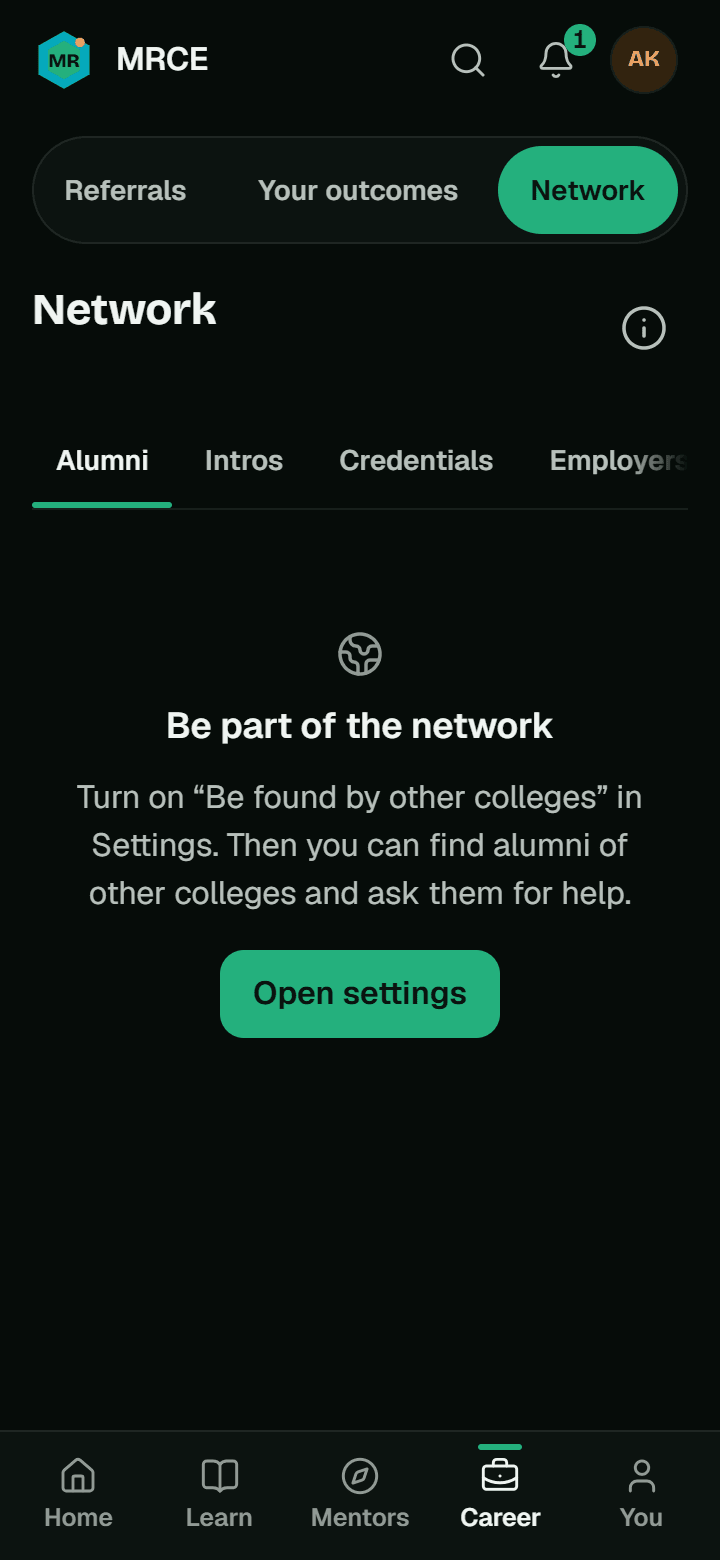 MR
MRCE
1
AK
Referrals
Your outcomes
Network
Network
Alumni
Intros
Credentials
Employers
Be part of the network
Turn on “Be found by other colleges” in
Settings. Then you can find alumni of
other colleges and ask them for help.
Open settings
Home
Learn
Mentors
Career
You